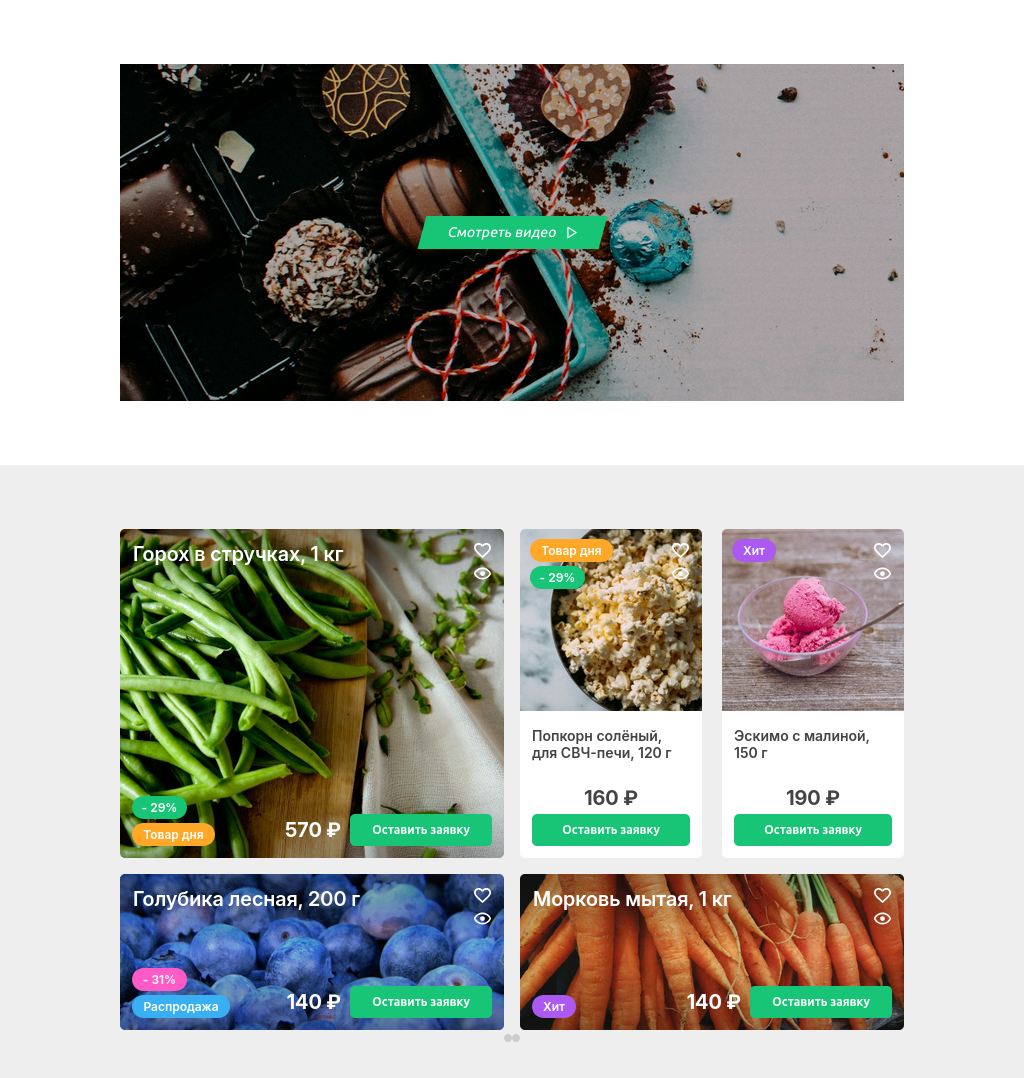 Смотреть видео
Горох в стручках, 1 кг
- 29%
Товар дня
570 ₽
Оставить заявку
Товар дня
- 29%
Попкорн солёный,
для СВЧ-печи, 120 г
160 ₽
Оставить заявку
Хит
Эскимо с малиной,
150 г
190 ₽
Оставить заявку
Голубика лесная, 200 г
- 31%
Распродажа
140 ₽
Оставить заявку
Морковь мытая, 1 кг
Хит
140 ₽
Оставить заявку